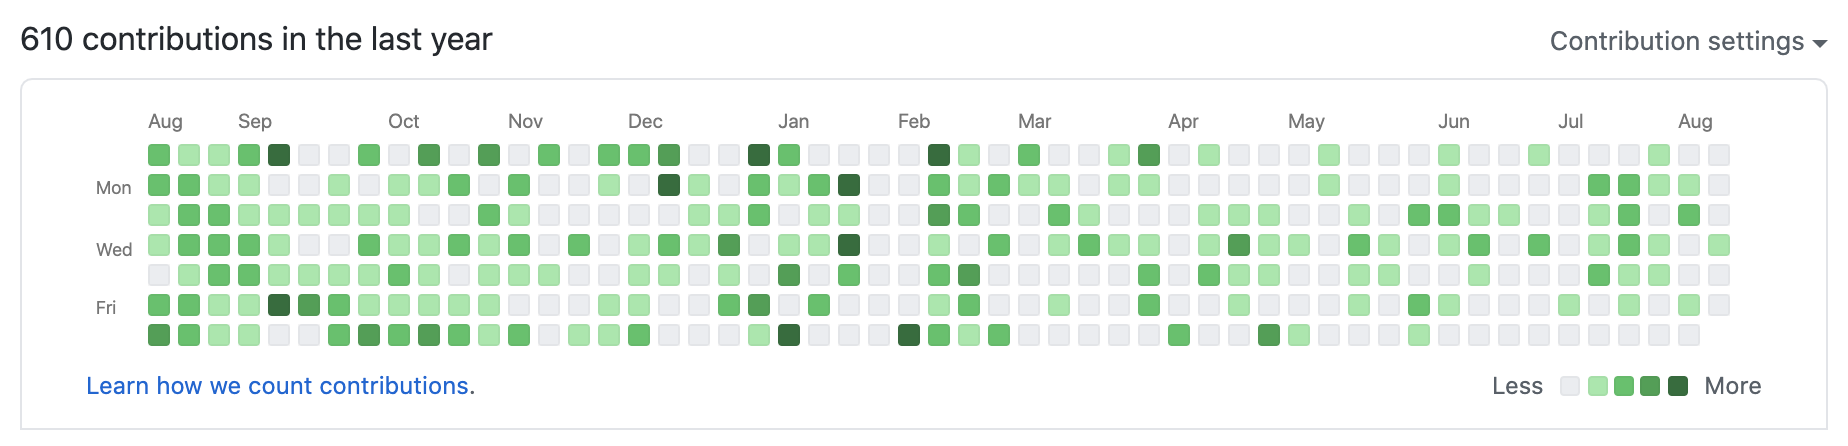 610 contributions in the last year
Contribution settings
Aug Sep Oct Nov Dec Jan Feb Mar Apr May Jun Jul Aug
Mon
Wed
Fri
Learn how we count contributions.
Less More